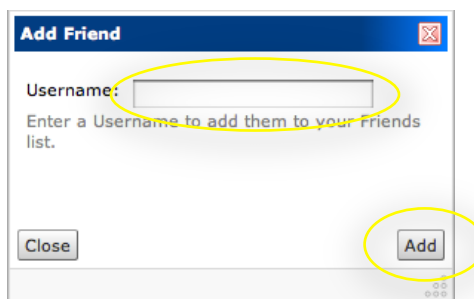 Add Friend
Username:
Enter a Username to add them to your Friends
list.
Close Add